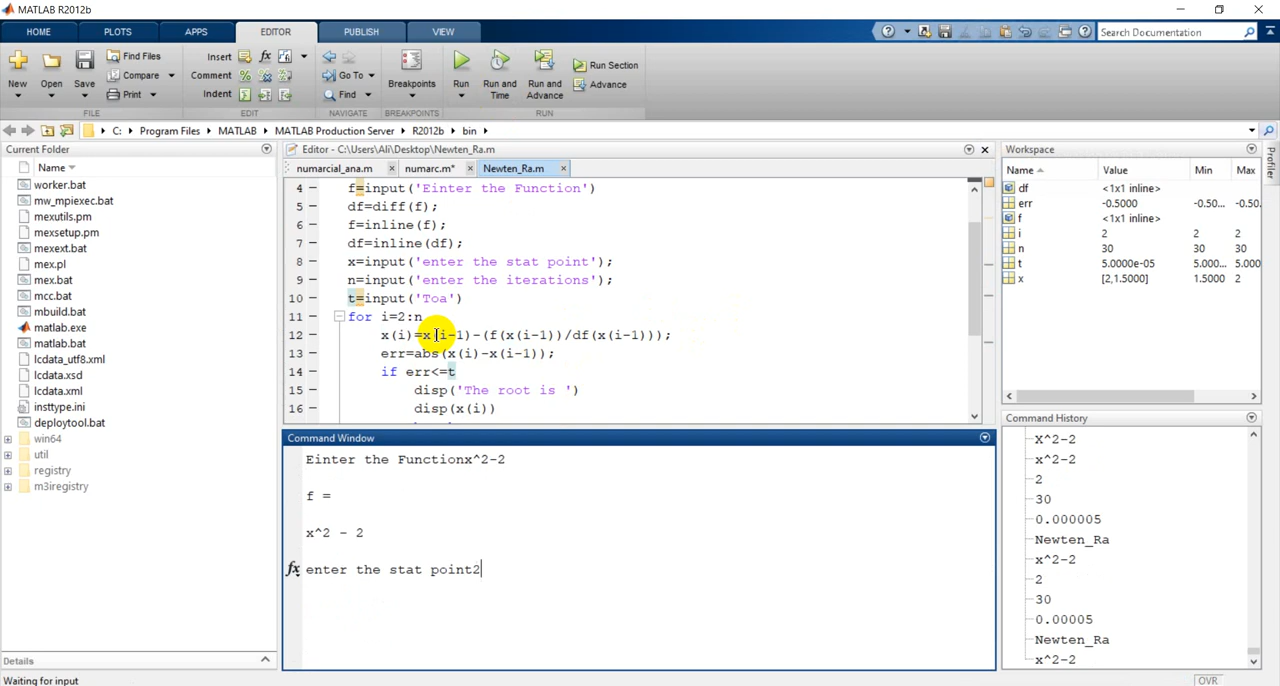 MATLAB R2012b
HOME PLOTS APPS EDITOR PUBLISH VIEW Search Documentation
New Open Save Find Files Compare Print
Insert fx Comment % Indent
Go To Find
Breakpoints Run Run and Time Run and Advance Run Section Advance
FILE EDIT NAVIGATE BREAKPOINTS RUN
C: Program Files MATLAB MATLAB Production Server R2012b bin
Current Folder
Name
worker.bat
mw_mpiexec.bat
mexutils.pm
mexsetup.pm
mexext.bat
mex.pl
mex.bat
mcc.bat
mbuild.bat
matlab.exe
matlab.bat
lcdata_utf8.xml
lcdata.xsd
lcdata.xml
insttype.ini
deploytool.bat
win64
util
registry
m3iregistry
Details
Waiting for input
Editor - C:\Users\Ali\Desktop\Newten_Ra.m
numarcial_ana.m numarc.m* Newten_Ra.m
4 - f=input('Einter the Function')
5 - df=diff(f);
6 - f=inline(f);
7 - df=inline(df);
8 - x=input('enter the stat point');
9 - n=input('enter the iterations');
10 - t=input('Toa')
11 - for i=2:n
12 - x(i)=x(i-1)-(f(x(i-1))/df(x(i-1)));
13 - err=abs(x(i)-x(i-1));
14 - if err<=t
15 - disp('The root is ')
16 - disp(x(i))
Command Window
Einter the Functionx^2-2
f =
x^2 - 2
fx enter the stat point2
Workspace
Name Value Min Max
df <1x1 inline>
err -0.5000 -0.50... -0.50...
f <1x1 inline>
i 2 2 2
n 30 30 30
t 5.0000e-05 5.000... 5.000
x [2,1.5000] 1.5000 2
Command History
X^2-2
x^2-2
2
30
0.000005
Newten_Ra
x^2-2
2
30
0.00005
Newten_Ra
x^2-2
Profiler
OVR